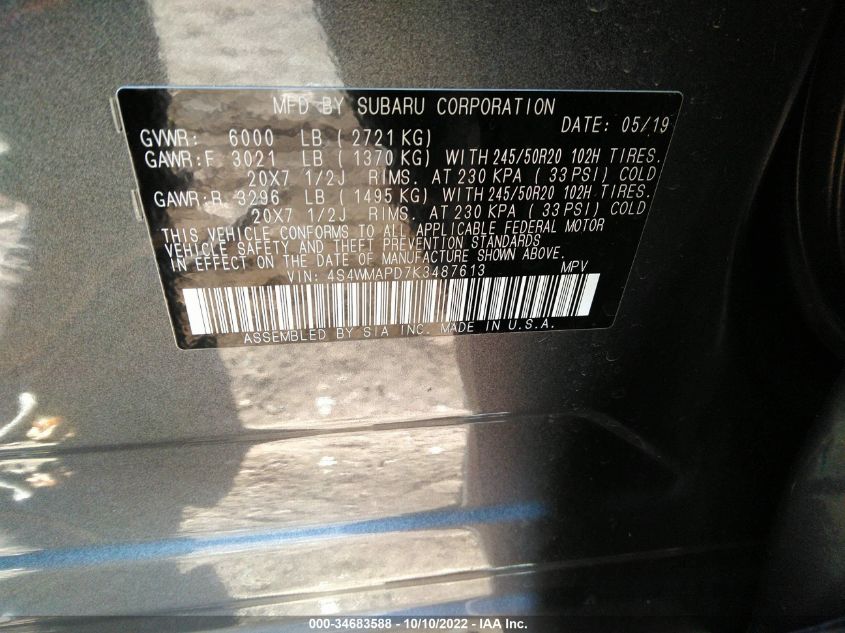 MFD BY SUBARU CORPORATION
DATE: 05/19
GVWR: 6000 LB ( 2721 KG)
GAWR:F 3021 LB ( 1370 KG) WITH 245/50R20 102H TIRES.
20X7 1/2J RIMS. AT 230 KPA ( 33 PSI) COLD
GAWR:R 3296 LB ( 1495 KG) WITH 245/50R20 102H TIRES.
20X7 1/2J RIMS. AT 230 KPA ( 33 PSI) COLD
THIS VEHICLE CONFORMS TO ALL APPLICABLE FEDERAL MOTOR
VEHICLE SAFETY AND THEFT PREVENTION STANDARDS
IN EFFECT ON THE DATE OF MANUFACTURE SHOWN ABOVE.
VIN: 4S4WMAPD7K3487613 MPV
ASSEMBLED BY SIA INC. MADE IN U.S.A.
000-34683588 - 10/10/2022 - IAA Inc.